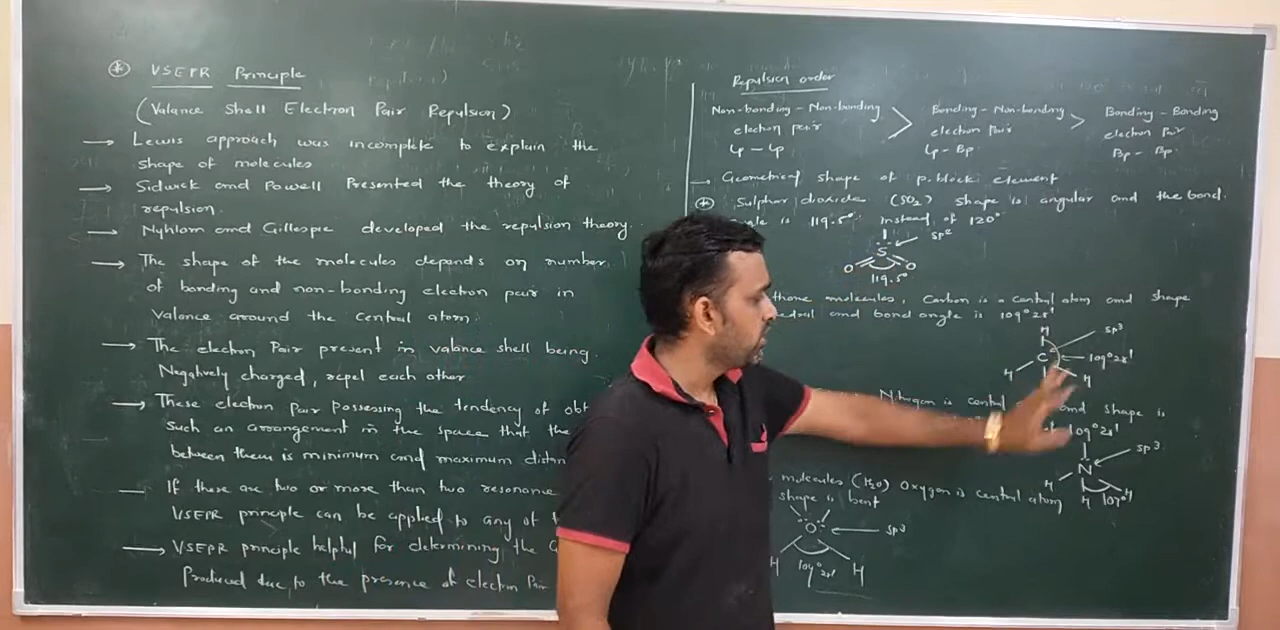 * VSEPR Principle
(Valance Shell Electron Pair Repulsion)
→ Lewis approach was incomplete to explain the
shape of molecules
→ Sidwick and Powell Presented the theory of
repulsion.
→ Nyhlom and Gillespie developed the repulsion theory.
→ The shape of the molecules depends on number
of bonding and non-bonding electron pair in
valance around the central atom.
→ The electron Pair present in valance shell being
Negatively charged, repel each other
→ These electron pair possessing the tendency of
such an arrangement in the space that the
between them is minimum and maximum
— If there are two or more than two resonance
VSEPR principle can be applied to any of
→ VSEPR principle helpful for determining the
Produced due to the presence of electron Pair
Repulsion order
Non-bonding - Non-bonding > Bonding - Non-bonding > Bonding - Bonding
electron pair electron pair electron pair
Lp - Lp Lp - Bp Bp - Bp
→ Geometrical shape of p.block element
* Sulphur dioxide (SO2) shape is angular and the bond.
is 119.5° instead of 120°
S sp2
O O
119.5°
molecules, Carbon is a central atom and shape
and bond angle is 109°28'
H sp3
C 109°28'
H H
Nitrogen is central and shape is
109°28'
N sp3
H H 107° H
molecules (H2O) Oxygen is central atom
shape is bent
O sp3
H 109°28' H